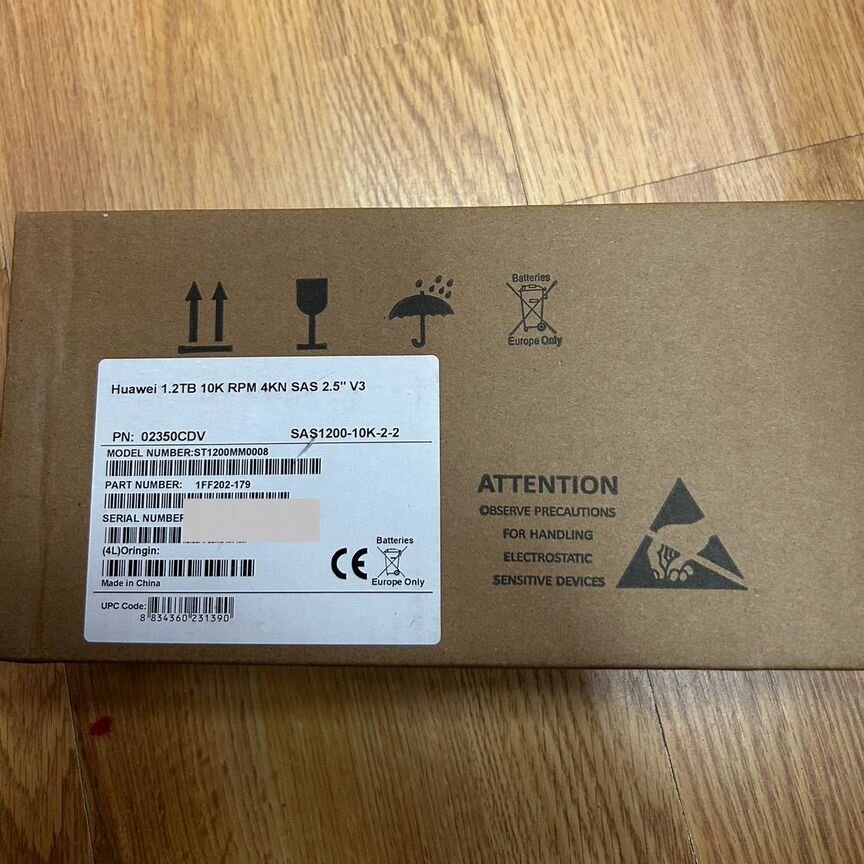 Batteries
Europe Only
Huawei 1.2TB 10K RPM 4KN SAS 2.5" V3
PN: 02350CDV SAS1200-10K-2-2
MODEL NUMBER:ST1200MM0008
PART NUMBER: 1FF202-179
SERIAL NUMBER
(4L)Oringin:
Made in China
CE
Batteries
Europe Only
UPC Code:
8 834360 231390
ATTENTION
OBSERVE PRECAUTIONS
FOR HANDLING
ELECTROSTATIC
SENSITIVE DEVICES